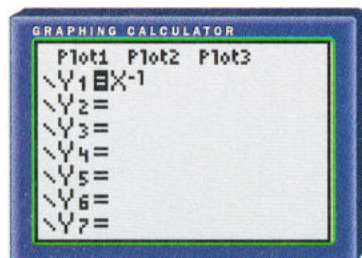 GRAPHING CALCULATOR
Plot1 Plot2 Plot3
\Y1=X⁻¹
\Y2=
\Y3=
\Y4=
\Y5=
\Y6=
\Y7=